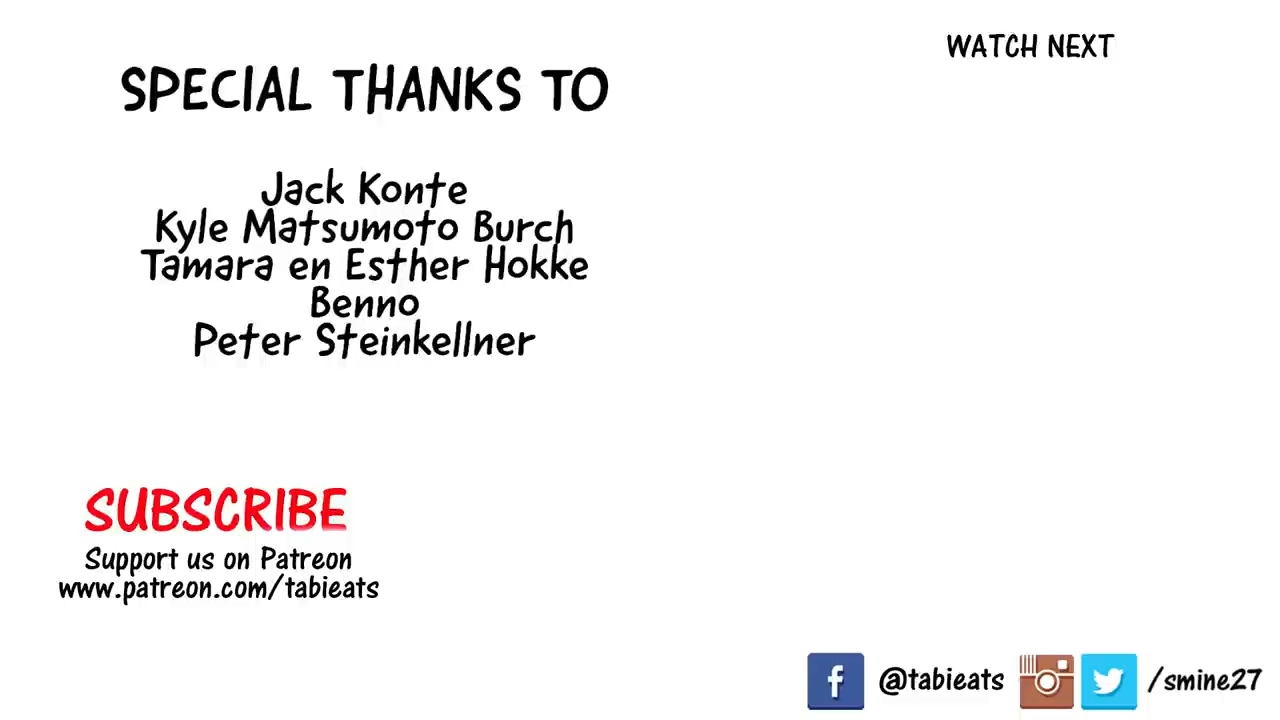 SPECIAL THANKS TO
Jack Konte
Kyle Matsumoto Burch
Tamara en Esther Hokke
Benno
Peter Steinkellner
WATCH NEXT
SUBSCRIBE
Support us on Patreon
www.patreon.com/tabieats
@tabieats
/smine27